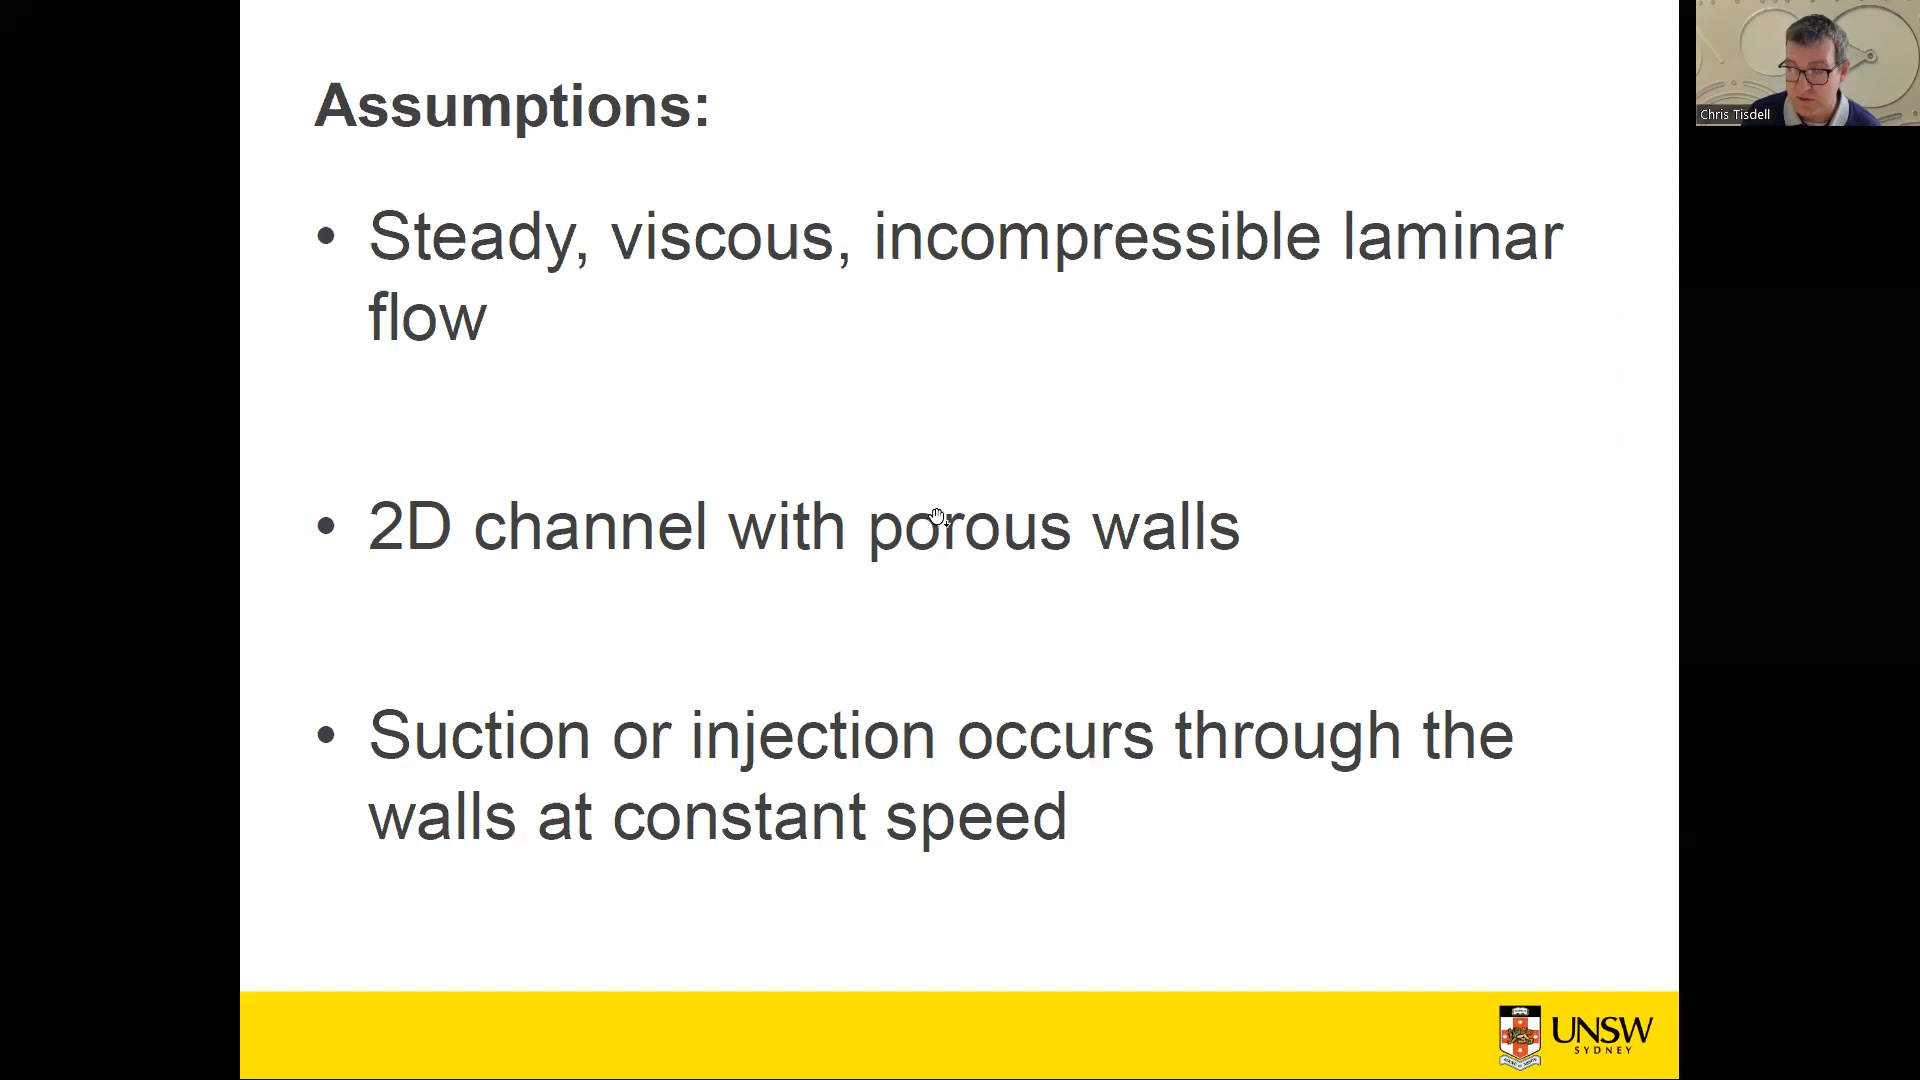 Assumptions:
• Steady, viscous, incompressible laminar
flow
• 2D channel with porous walls
• Suction or injection occurs through the
walls at constant speed
Chris Tisdell
UNSW
SYDNEY